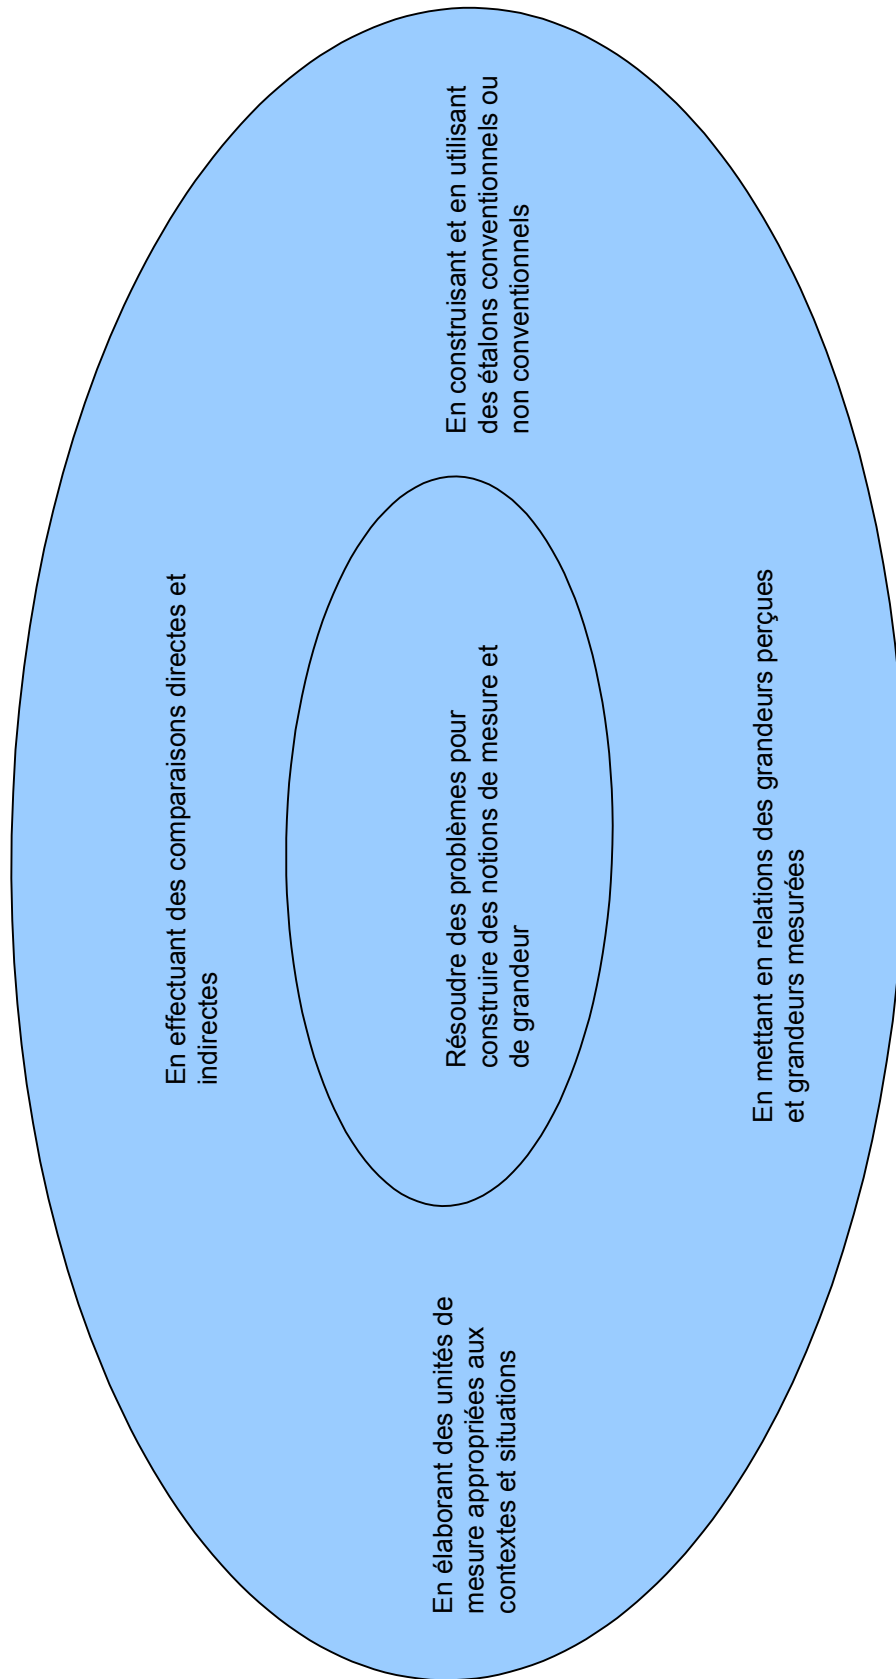 En effectuant des comparaisons directes et
indirectes
En élaborant des unités de
mesure appropriées aux
contextes et situations
Résoudre des problèmes pour
construire des notions de mesure et
de grandeur
En construisant et en utilisant
des étalons conventionnels ou
non conventionnels
En mettant en relations des grandeurs perçues
et grandeurs mesurées